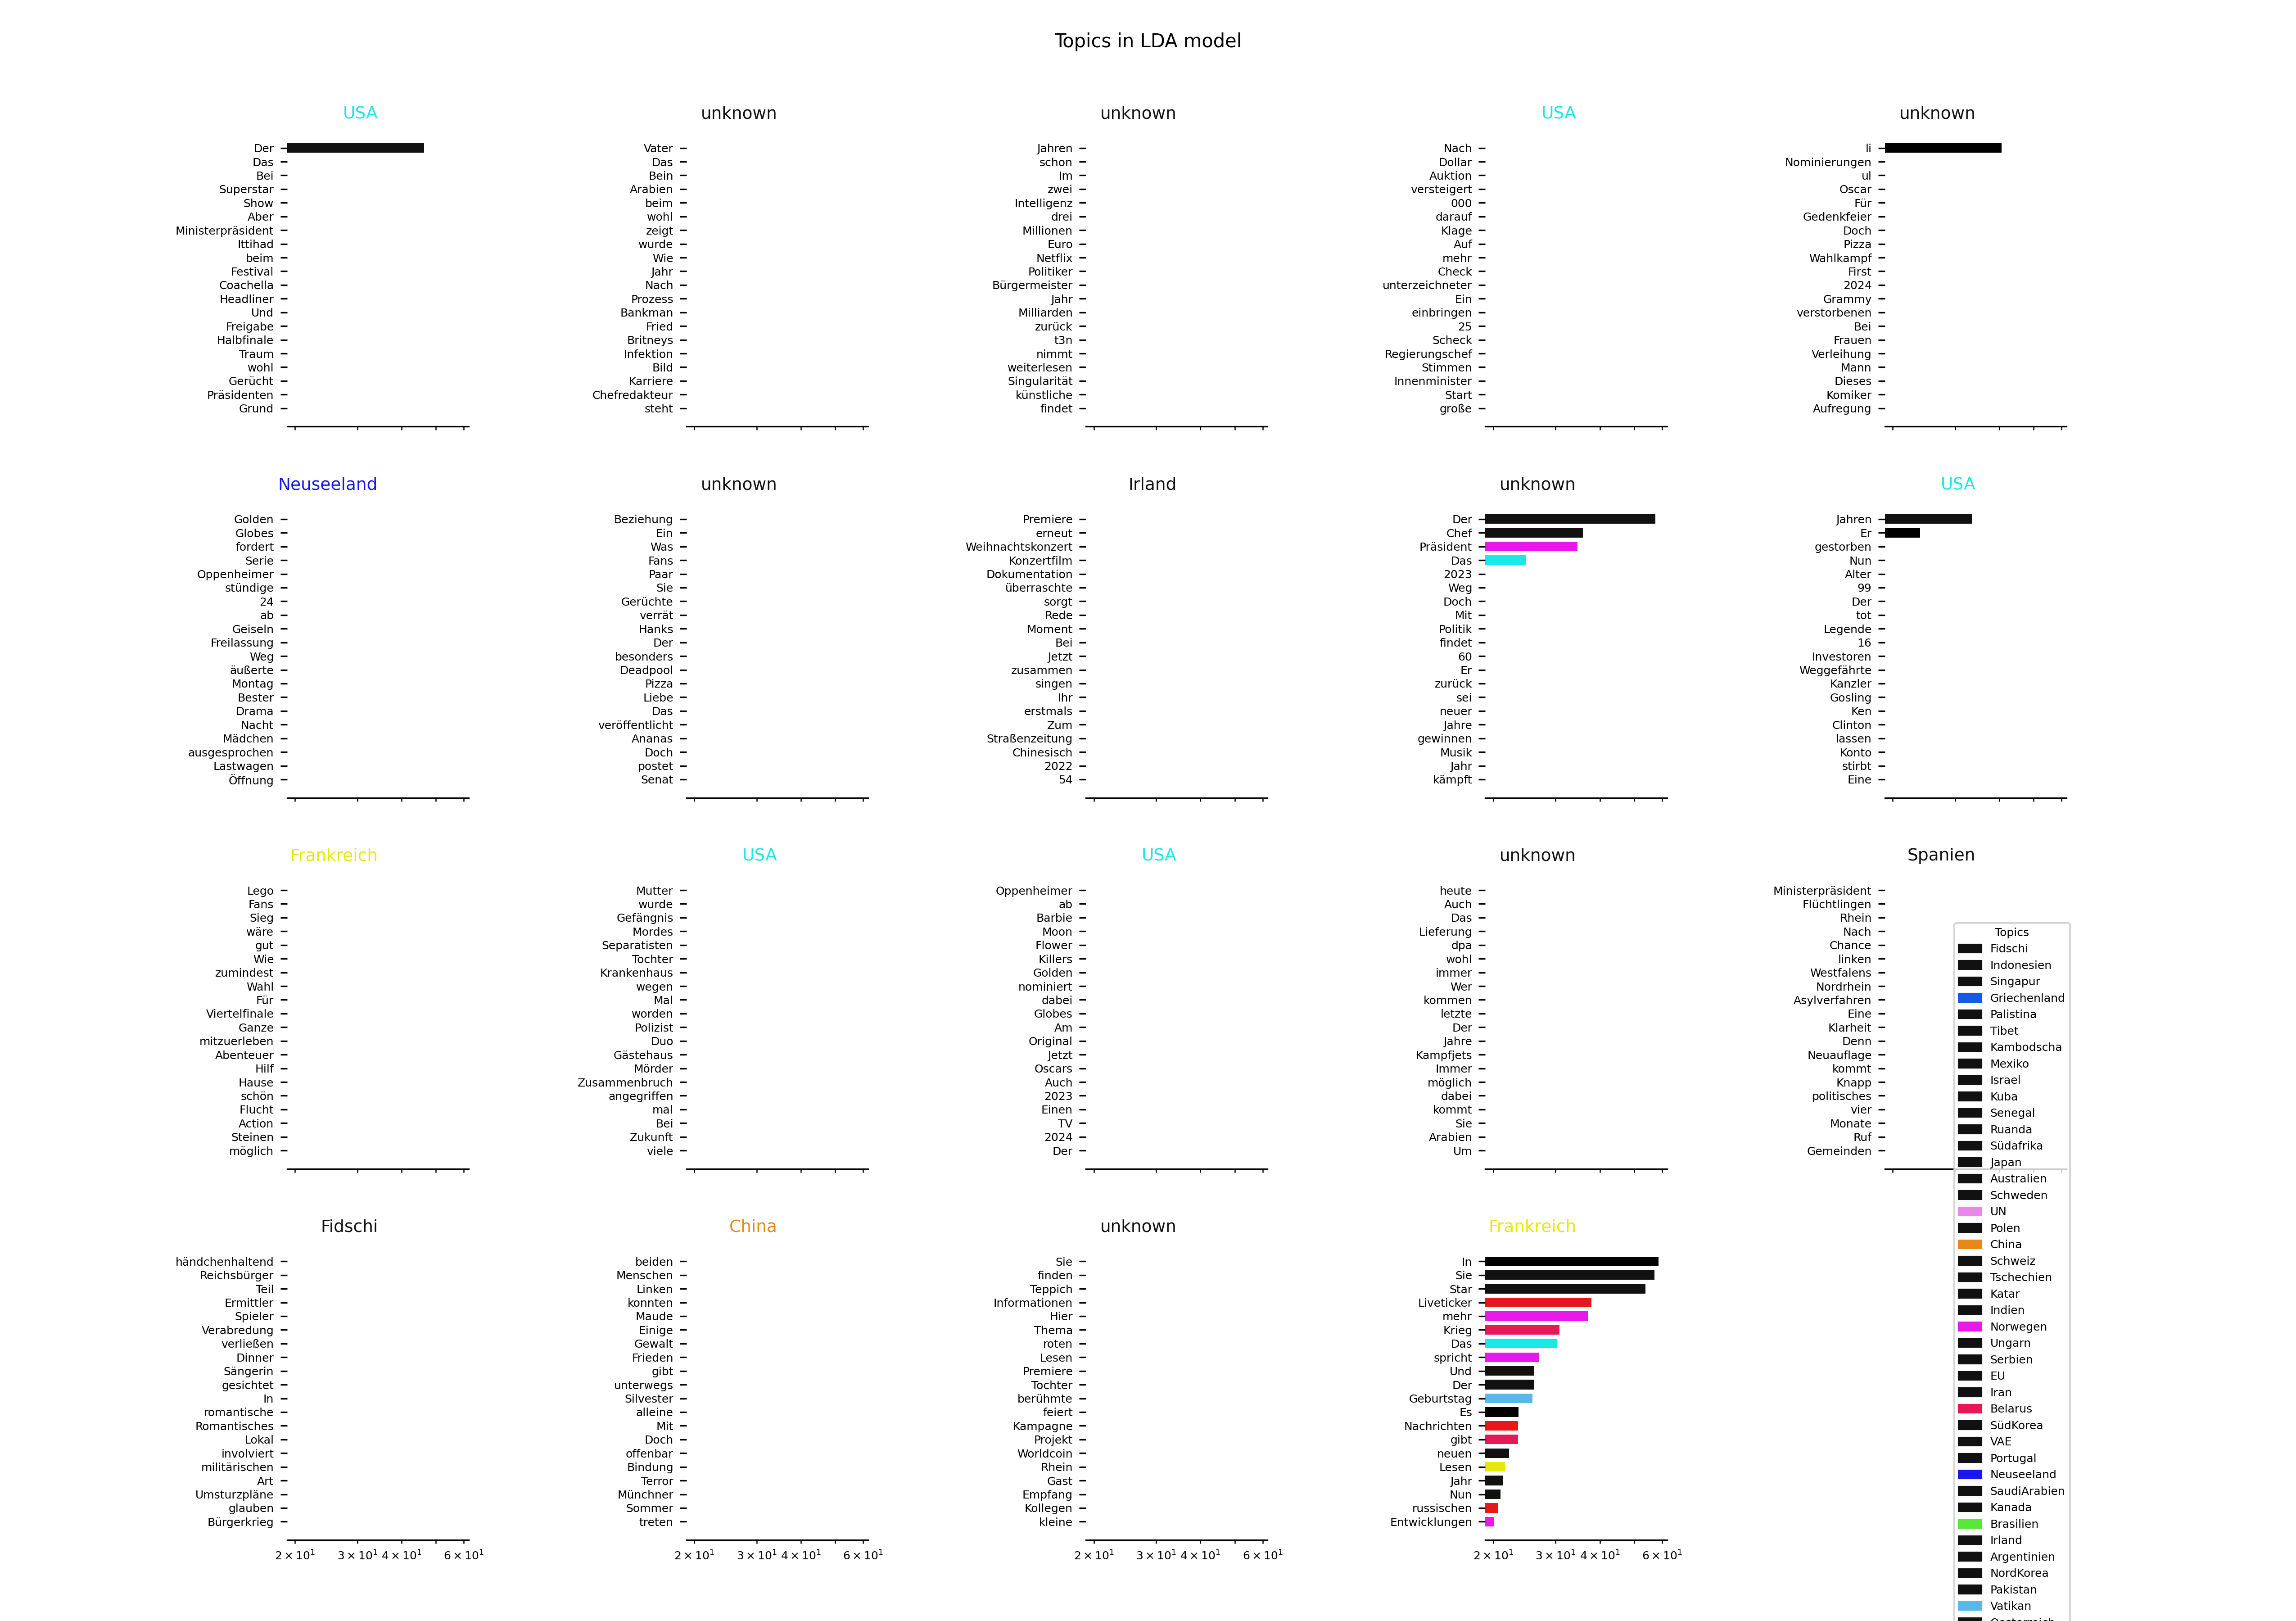 Topics in LDA model
USA
Der
Das
Bei
Superstar
Show
Aber
Ministerpräsident
Ittihad
beim
Festival
Coachella
Headliner
Und
Freigabe
Halbfinale
Traum
wohl
Gerücht
Präsidenten
Grund
unknown
Vater
Das
Bein
Arabien
beim
wohl
zeigt
wurde
Wie
Jahr
Nach
Prozess
Bankman
Fried
Britneys
Infektion
Bild
Karriere
Chefredakteur
steht
unknown
Jahren
schon
Im
zwei
Intelligenz
drei
Millionen
Euro
Netflix
Politiker
Bürgermeister
Jahr
Milliarden
zurück
t3n
nimmt
weiterlesen
Singularität
künstliche
findet
USA
Nach
Dollar
Auktion
versteigert
000
darauf
Klage
Auf
mehr
Check
unterzeichneter
Ein
einbringen
25
Scheck
Regierungschef
Stimmen
Innenminister
Start
große
unknown
li
Nominierungen
ul
Oscar
Für
Gedenkfeier
Doch
Pizza
Wahlkampf
First
2024
Grammy
verstorbenen
Bei
Frauen
Verleihung
Mann
Dieses
Komiker
Aufregung
Neuseeland
Golden
Globes
fordert
Serie
Oppenheimer
stündige
24
ab
Geiseln
Freilassung
Weg
äußerte
Montag
Bester
Drama
Nacht
Mädchen
ausgesprochen
Lastwagen
Öffnung
unknown
Beziehung
Ein
Was
Fans
Paar
Sie
Gerüchte
verrät
Hanks
Der
besonders
Deadpool
Pizza
Liebe
Das
veröffentlicht
Ananas
Doch
postet
Senat
Irland
Premiere
erneut
Weihnachtskonzert
Konzertfilm
Dokumentation
überraschte
sorgt
Rede
Moment
Bei
Jetzt
zusammen
singen
Ihr
erstmals
Zum
Straßenzeitung
Chinesisch
2022
54
unknown
Der
Chef
Präsident
Das
2023
Weg
Doch
Mit
Politik
findet
60
Er
zurück
sei
neuer
Jahre
gewinnen
Musik
Jahr
kämpft
USA
Jahren
Er
gestorben
Nun
Alter
99
Der
tot
Legende
16
Investoren
Weggefährte
Kanzler
Gosling
Ken
Clinton
lassen
Konto
stirbt
Eine
Frankreich
Lego
Fans
Sieg
wäre
gut
Wie
zumindest
Wahl
Für
Viertelfinale
Ganze
mitzuerleben
Abenteuer
Hilf
Hause
schön
Flucht
Action
Steinen
möglich
USA
Mutter
wurde
Gefängnis
Mordes
Separatisten
Tochter
Krankenhaus
wegen
Mal
worden
Polizist
Duo
Gästehaus
Mörder
Zusammenbruch
angegriffen
mal
Bei
Zukunft
viele
USA
Oppenheimer
ab
Barbie
Moon
Flower
Killers
Golden
nominiert
dabei
Globes
Am
Original
Jetzt
Oscars
Auch
2023
Einen
TV
2024
Der
unknown
heute
Auch
Das
Lieferung
dpa
wohl
immer
Wer
kommen
letzte
Der
Jahre
Kampfjets
Immer
möglich
dabei
kommt
Sie
Arabien
Um
Spanien
Ministerpräsident
Flüchtlingen
Rhein
Nach
Chance
linken
Westfalens
Nordrhein
Asylverfahren
Eine
Klarheit
Denn
Neuauflage
kommt
Knapp
politisches
vier
Monate
Ruf
Gemeinden
Fidschi
händchenhaltend
Reichsbürger
Teil
Ermittler
Spieler
Verabredung
verließen
Dinner
Sängerin
gesichtet
In
romantische
Romantisches
Lokal
involviert
militärischen
Art
Umsturzpläne
glauben
Bürgerkrieg
2 × 10¹ 3 × 10¹ 4 × 10¹ 6 × 10¹
China
beiden
Menschen
Linken
konnten
Maude
Einige
Gewalt
Frieden
gibt
unterwegs
Silvester
alleine
Mit
Doch
offenbar
Bindung
Terror
Münchner
Sommer
treten
2 × 10¹ 3 × 10¹ 4 × 10¹ 6 × 10¹
unknown
Sie
finden
Teppich
Informationen
Hier
Thema
roten
Lesen
Premiere
Tochter
berühmte
feiert
Kampagne
Projekt
Worldcoin
Rhein
Gast
Empfang
Kollegen
kleine
2 × 10¹ 3 × 10¹ 4 × 10¹ 6 × 10¹
Frankreich
In
Sie
Star
Liveticker
mehr
Krieg
Das
spricht
Und
Der
Geburtstag
Es
Nachrichten
gibt
neuen
Lesen
Jahr
Nun
russischen
Entwicklungen
2 × 10¹ 3 × 10¹ 4 × 10¹ 6 × 10¹
Topics
Fidschi
Indonesien
Singapur
Griechenland
Palistina
Tibet
Kambodscha
Mexiko
Israel
Kuba
Senegal
Ruanda
Südafrika
Japan
Australien
Schweden
UN
Polen
China
Schweiz
Tschechien
Katar
Indien
Norwegen
Ungarn
Serbien
EU
Iran
Belarus
SüdKorea
VAE
Portugal
Neuseeland
SaudiArabien
Kanada
Brasilien
Irland
Argentinien
NordKorea
Pakistan
Vatikan